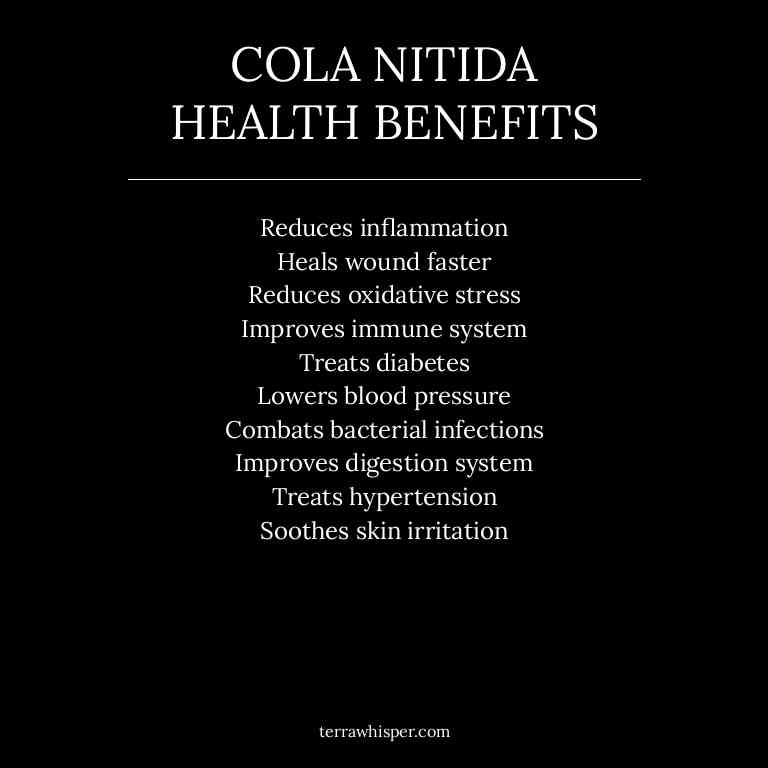 COLA NITIDA
HEALTH BENEFITS
Reduces inflammation
Heals wound faster
Reduces oxidative stress
Improves immune system
Treats diabetes
Lowers blood pressure
Combats bacterial infections
Improves digestion system
Treats hypertension
Soothes skin irritation
terrawhisper.com